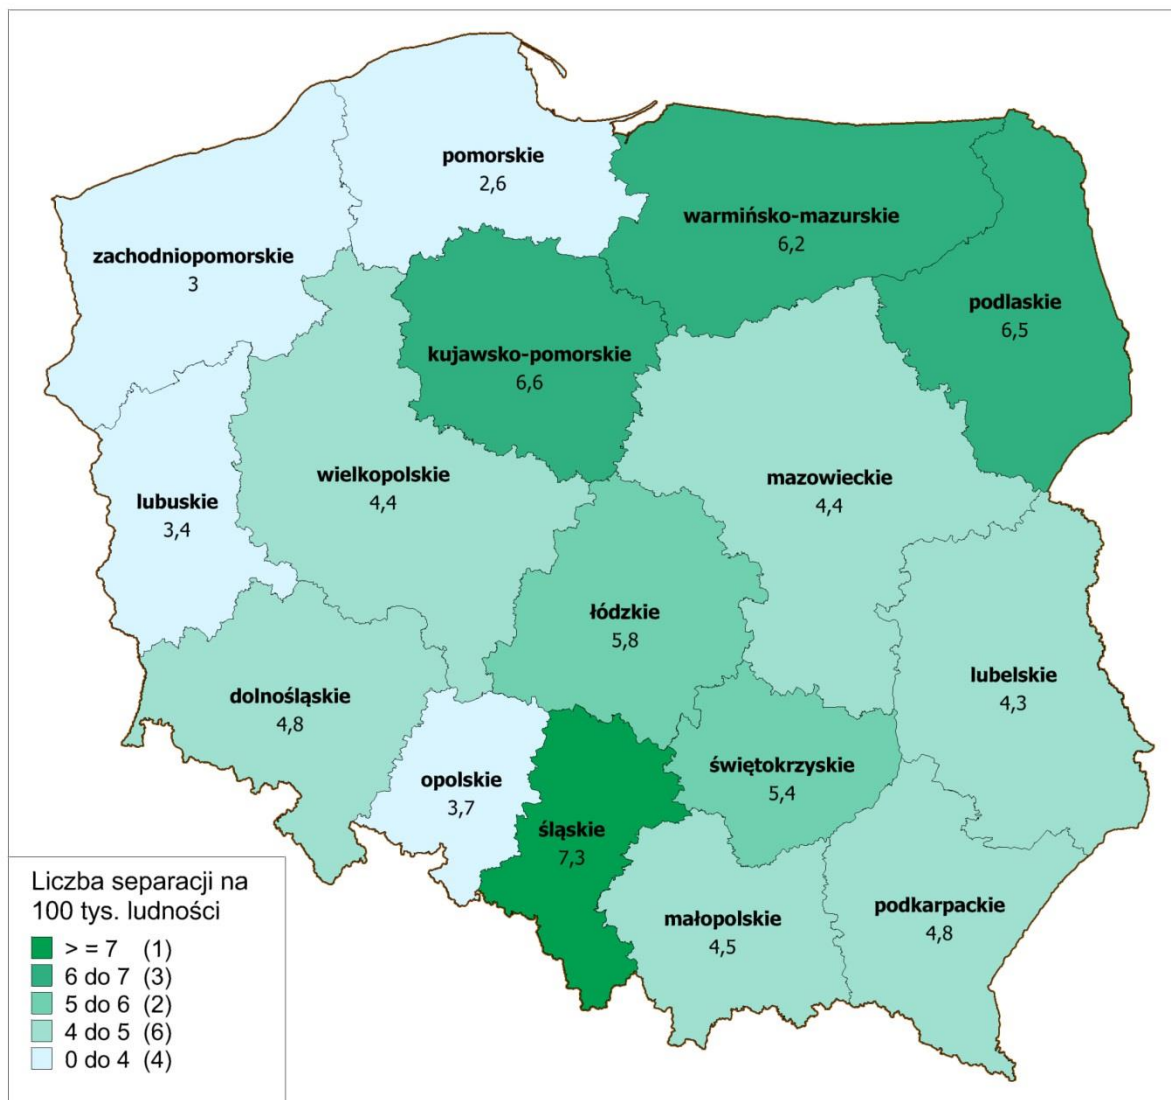 pomorskie
2,6
warmińsko-mazurskie
6,2
zachodniopomorskie
3
podlaskie
6,5
kujawsko-pomorskie
6,6
wielkopolskie
4,4
mazowieckie
4,4
lubuskie
3,4
łódzkie
5,8
lubelskie
4,3
dolnośląskie
4,8
świętokrzyskie
5,4
opolskie
3,7
śląskie
7,3
małopolskie
4,5
podkarpackie
4,8
Liczba separacji na
100 tys. ludności
> = 7 (1)
6 do 7 (3)
5 do 6 (2)
4 do 5 (6)
0 do 4 (4)